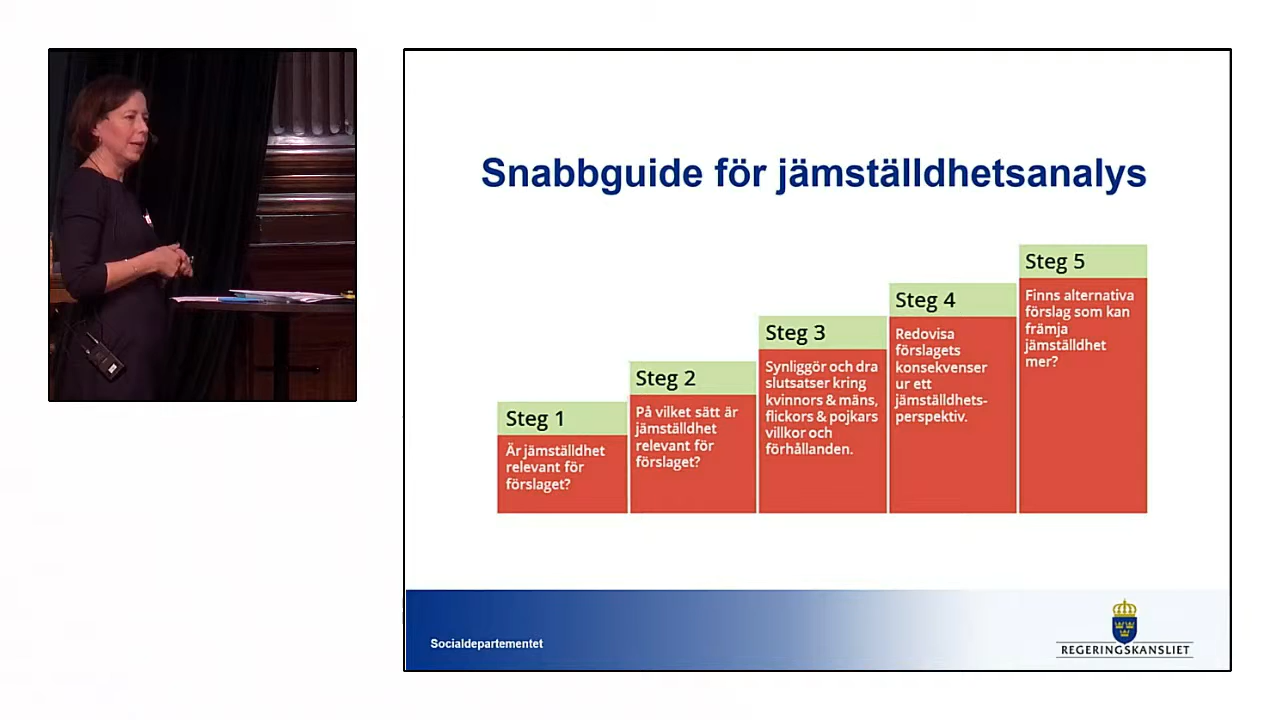 Snabbguide för jämställdhetsanalys
Steg 1
Är jämställdhet
relevant för
förslaget?
Steg 2
På vilket sätt är
jämställdhet
relevant för
förslaget?
Steg 3
Synliggör och dra
slutsatser kring
kvinnors & mäns,
flickors & pojkars
villkor och
förhållanden.
Steg 4
Redovisa
förslagets
konsekvenser
ur ett
jämställdhets-
perspektiv.
Steg 5
Finns alternativa
förslag som kan
främja
jämställdhet
mer?
Socialdepartementet
REGERINGSKANSLIET